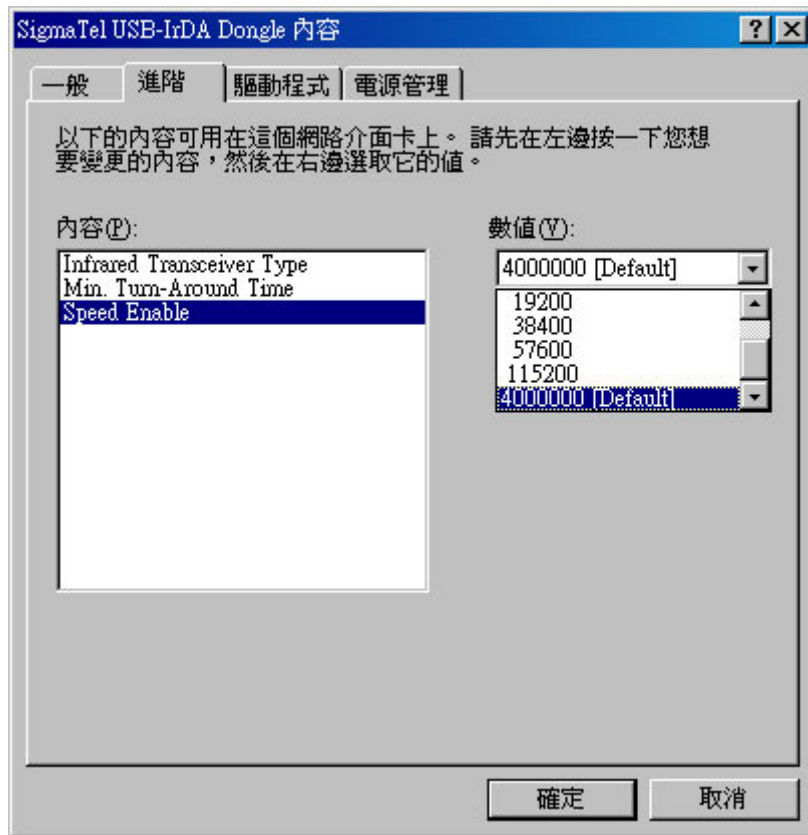 SigmaTel USB-IrDA Dongle 內容
一般 進階 驅動程式 電源管理
以下的內容可用在這個網路介面卡上。 請先在左邊按一下您想
要變更的內容，然後在右邊選取它的值。
內容(P):
Infrared Transceiver Type
Min. Turn-Around Time
Speed Enable
數值(V):
4000000 [Default]
19200
38400
57600
115200
4000000 [Default]
確定 取消